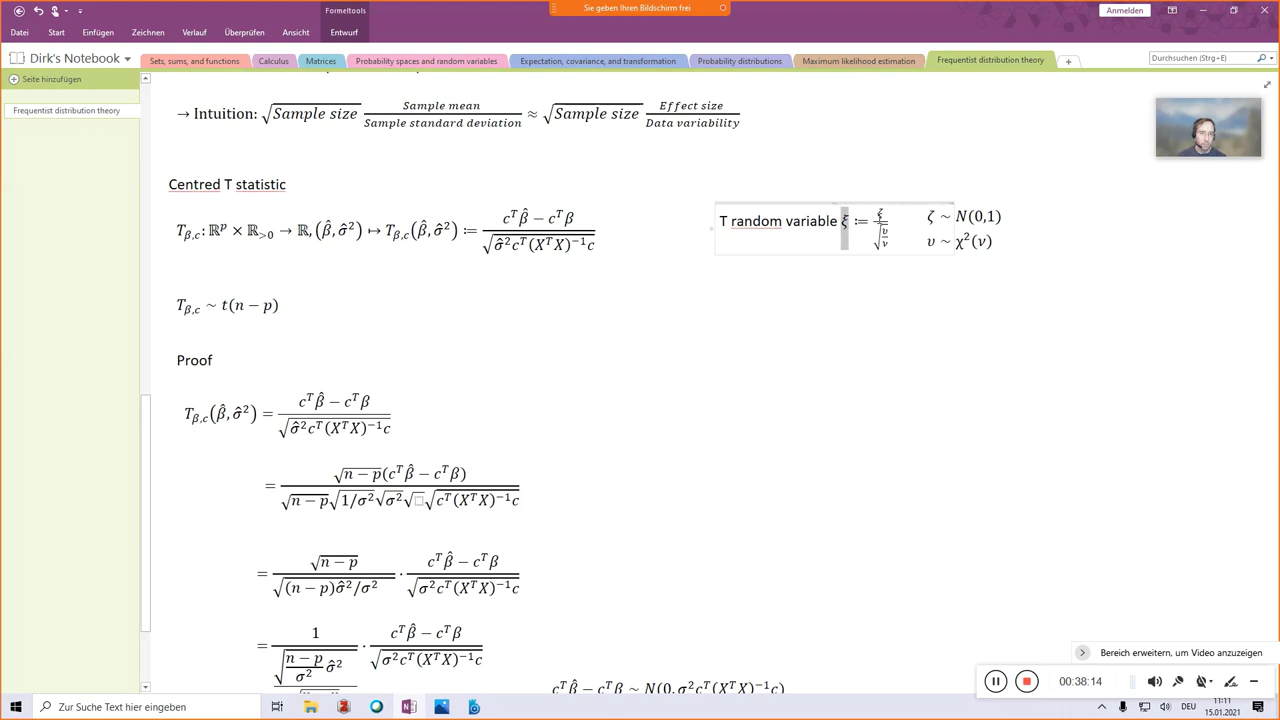 Formeltools
Sie geben Ihren Bildschirm frei
Anmelden
Datei Start Einfügen Zeichnen Verlauf Überprüfen Ansicht Entwurf
Dirk's Notebook
Sets, sums, and functions Calculus Matrices Probability spaces and random variables Expectation, covariance, and transformation Probability distributions Maximum likelihood estimation Frequentist distribution theory
Durchsuchen (Strg+E)
Seite hinzufügen
Frequentist distribution theory
→ Intuition: √Sample size Sample mean / Sample standard deviation ≈ √Sample size Effect size / Data variability
Centred T statistic
T_{β,c}: ℝ^p × ℝ_{>0} → ℝ, (β̂, σ̂²) ↦ T_{β,c}(β̂, σ̂²) ≔ (c^T β̂ − c^T β) / √(σ̂² c^T (X^T X)^{−1} c)
T random variable ξ ≔ ζ / √(υ/ν)
ζ ~ N(0,1)
υ ~ χ²(ν)
T_{β,c} ~ t(n − p)
Proof
T_{β,c}(β̂, σ̂²) = (c^T β̂ − c^T β) / √(σ̂² c^T (X^T X)^{−1} c)
= √(n − p) (c^T β̂ − c^T β) / (√(n − p) √(1/σ²) √(σ²) √(□) √(c^T (X^T X)^{−1} c))
= √(n − p) / √((n − p)σ̂²/σ²) · (c^T β̂ − c^T β) / √(σ² c^T (X^T X)^{−1} c)
= 1 / √((n − p)/σ² σ̂²) · (c^T β̂ − c^T β) / √(σ² c^T (X^T X)^{−1} c)
c^T β̂ − c^T β ~ N(0, σ² c^T (X^T X)^{−1} c)
Bereich erweitern, um Video anzuzeigen
00:38:14
Zur Suche Text hier eingeben
DEU
11:11
15.01.2021